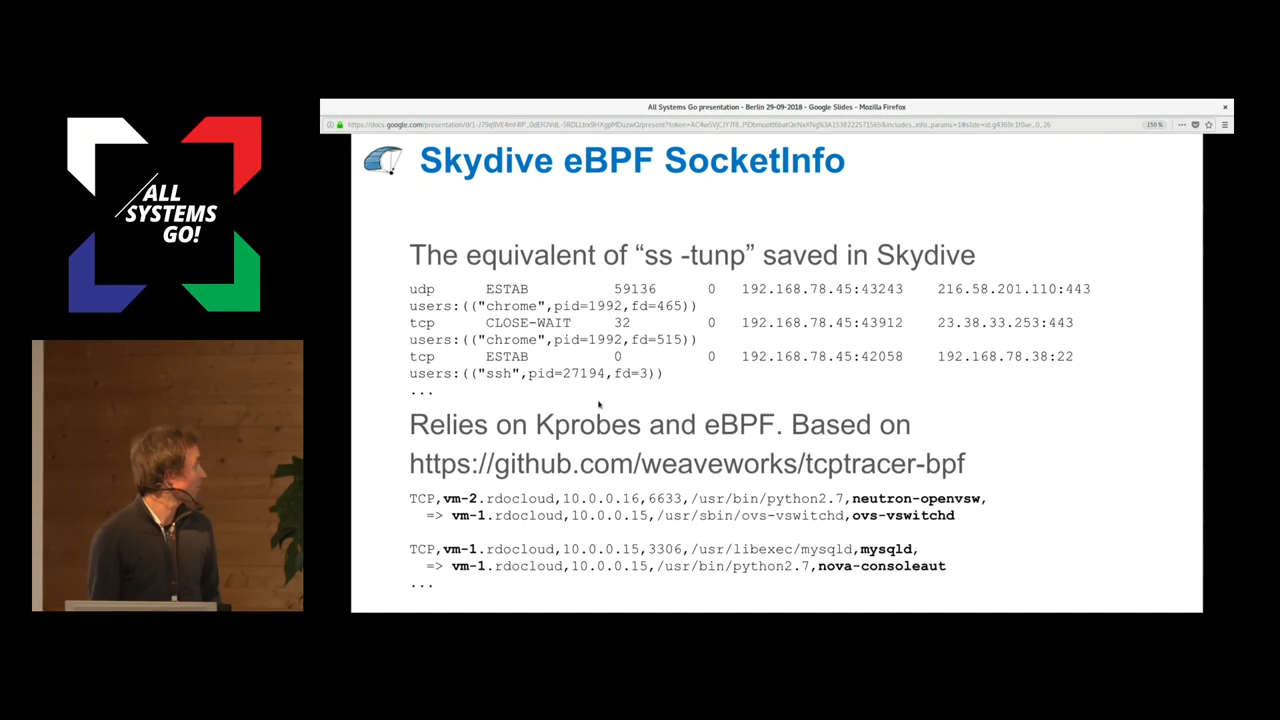 All Systems Go presentation - Berlin 29-09-2018 - Google Slides - Mozilla Firefox
150%
ALL
SYSTEMS
GO!
Skydive eBPF SocketInfo
The equivalent of “ss -tunp” saved in Skydive
udp ESTAB 59136 0 192.168.78.45:43243 216.58.201.110:443
users:(("chrome",pid=1992,fd=465))
tcp CLOSE-WAIT 32 0 192.168.78.45:43912 23.38.33.253:443
users:(("chrome",pid=1992,fd=515))
tcp ESTAB 0 0 192.168.78.45:42058 192.168.78.38:22
users:(("ssh",pid=27194,fd=3))
...
Relies on Kprobes and eBPF. Based on
https://github.com/weaveworks/tcptracer-bpf
TCP,vm-2.rdocloud,10.0.0.16,6633,/usr/bin/python2.7,neutron-openvsw,
=> vm-1.rdocloud,10.0.0.15,/usr/sbin/ovs-vswitchd,ovs-vswitchd
TCP,vm-1.rdocloud,10.0.0.15,3306,/usr/libexec/mysqld,mysqld,
=> vm-1.rdocloud,10.0.0.15,/usr/bin/python2.7,nova-consoleaut
...